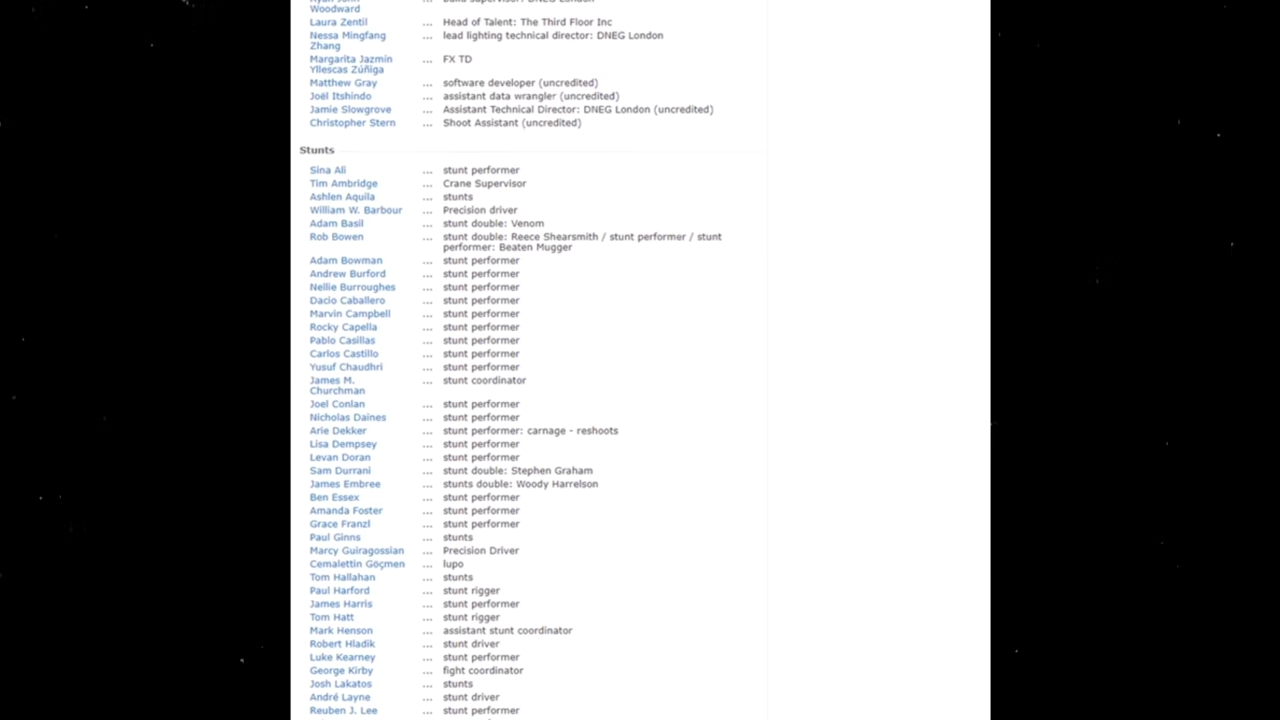 Woodward
Laura Zentil ... Head of Talent: The Third Floor Inc
Nessa Mingfang ... lead lighting technical director: DNEG London
Zhang
Margarita Jazmin ... FX TD
Yllescas Zúñiga
Matthew Gray ... software developer (uncredited)
Joël Itshindo ... assistant data wrangler (uncredited)
Jamie Slowgrove ... Assistant Technical Director: DNEG London (uncredited)
Christopher Stern ... Shoot Assistant (uncredited)
Stunts
Sina Ali ... stunt performer
Tim Ambridge ... Crane Supervisor
Ashlen Aquila ... stunts
William W. Barbour ... Precision driver
Adam Basil ... stunt double: Venom
Rob Bowen ... stunt double: Reece Shearsmith / stunt performer / stunt
performer: Beaten Mugger
Adam Bowman ... stunt performer
Andrew Burford ... stunt performer
Nellie Burroughes ... stunt performer
Dacio Caballero ... stunt performer
Marvin Campbell ... stunt performer
Rocky Capella ... stunt performer
Pablo Casillas ... stunt performer
Carlos Castillo ... stunt performer
Yusuf Chaudhri ... stunt performer
James M. ... stunt coordinator
Churchman
Joel Conlan ... stunt performer
Nicholas Daines ... stunt performer
Arie Dekker ... stunt performer: carnage - reshoots
Lisa Dempsey ... stunt performer
Levan Doran ... stunt performer
Sam Durrani ... stunt double: Stephen Graham
James Embree ... stunts double: Woody Harrelson
Ben Essex ... stunt performer
Amanda Foster ... stunt performer
Grace Franzl ... stunt performer
Paul Ginns ... stunts
Marcy Guiragossian ... Precision Driver
Cemalettin Göçmen ... lupo
Tom Hallahan ... stunts
Paul Harford ... stunt rigger
James Harris ... stunt performer
Tom Hatt ... stunt rigger
Mark Henson ... assistant stunt coordinator
Robert Hladik ... stunt driver
Luke Kearney ... stunt performer
George Kirby ... fight coordinator
Josh Lakatos ... stunts
André Layne ... stunt driver
Reuben J. Lee ... stunt performer